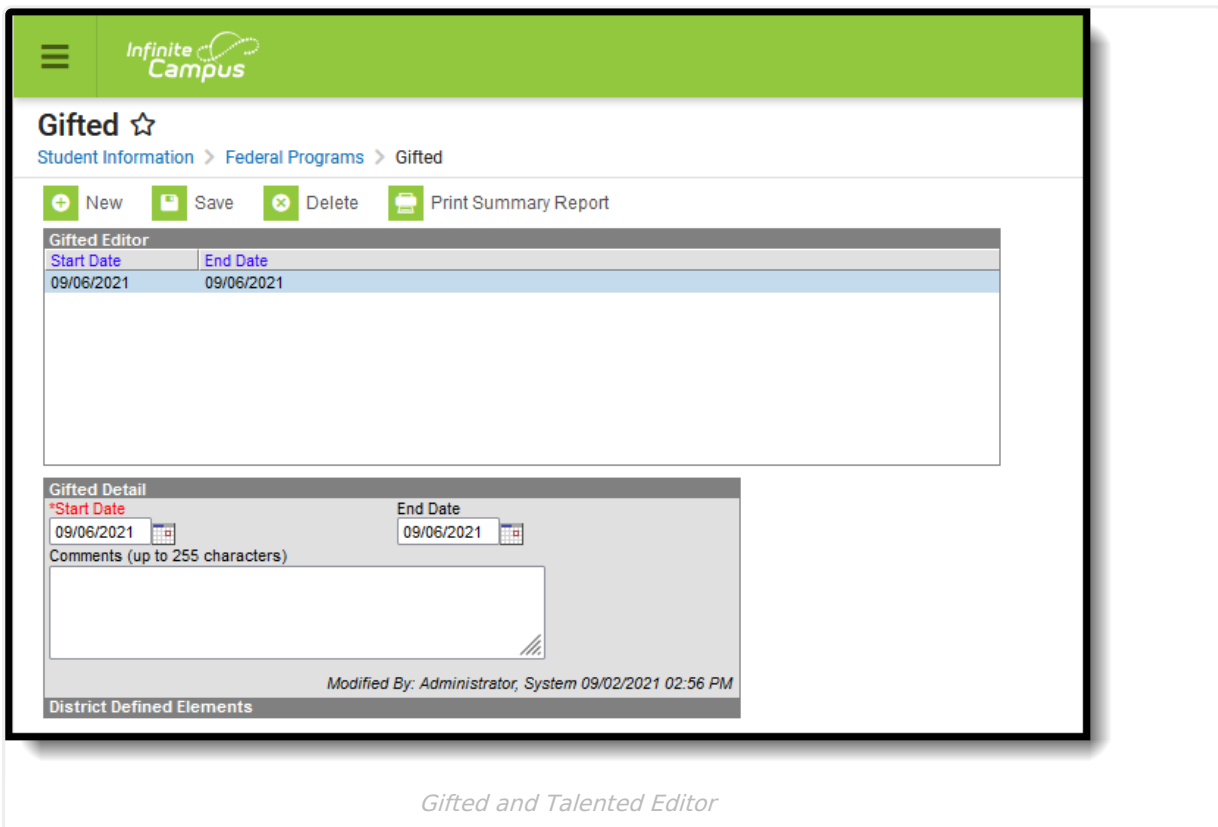 Infinite
Campus
Gifted
Student Information > Federal Programs > Gifted
New Save Delete Print Summary Report
Gifted Editor
Start Date End Date
09/06/2021 09/06/2021
Gifted Detail
*Start Date End Date
09/06/2021 09/06/2021
Comments (up to 255 characters)
Modified By: Administrator, System 09/02/2021 02:56 PM
District Defined Elements
Gifted and Talented Editor